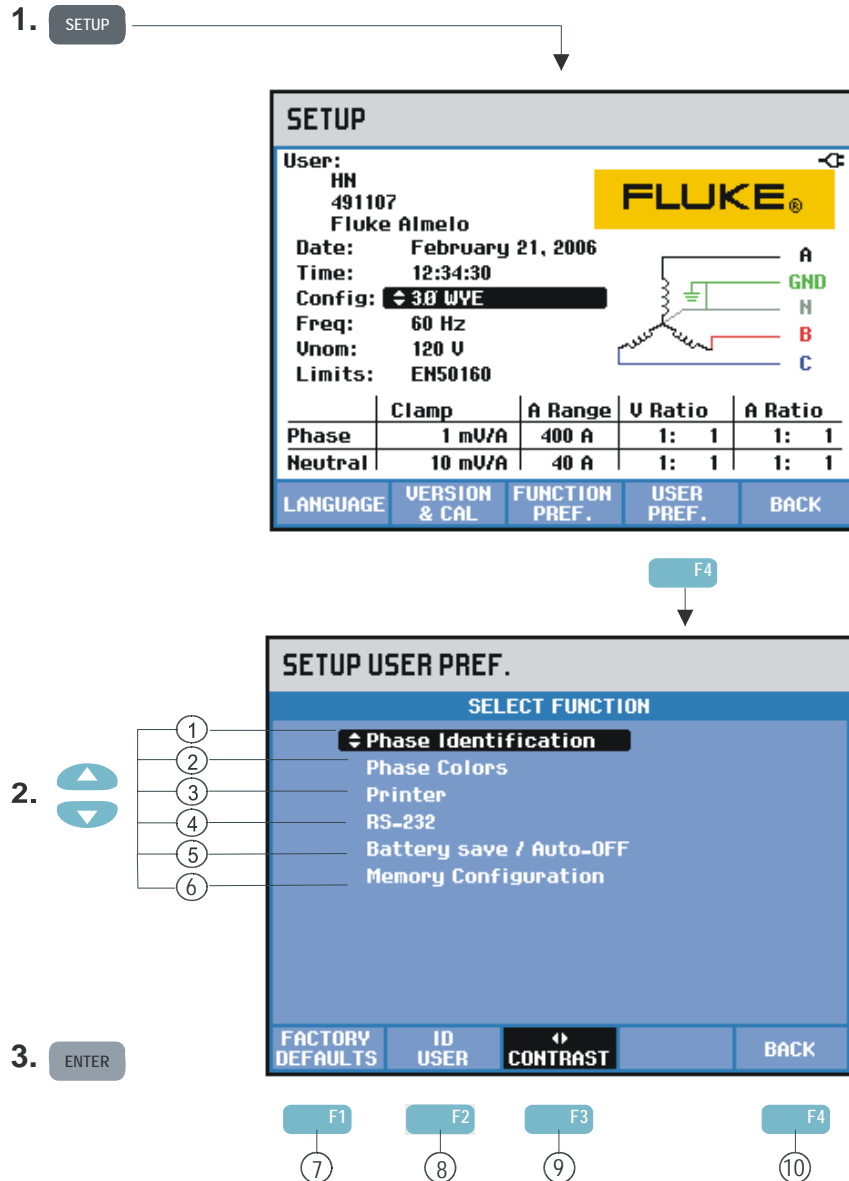 1. SETUP
SETUP
User:
HN
491107
Fluke Almelo
FLUKE®
Date: February 21, 2006
Time: 12:34:30
Config: 3Ø WYE
Freq: 60 Hz
Vnom: 120 V
Limits: EN50160
A
GND
N
B
C
Clamp A Range V Ratio A Ratio
Phase 1 mV/A 400 A 1: 1 1: 1
Neutral 10 mV/A 40 A 1: 1 1: 1
LANGUAGE VERSION & CAL FUNCTION PREF. USER PREF. BACK
F4
SETUP USER PREF.
SELECT FUNCTION
2.
1 Phase Identification
2 Phase Colors
3 Printer
4 RS-232
5 Battery save / Auto-OFF
6 Memory Configuration
3. ENTER
FACTORY DEFAULTS ID USER CONTRAST BACK
F1 F2 F3 F4
7 8 9 10